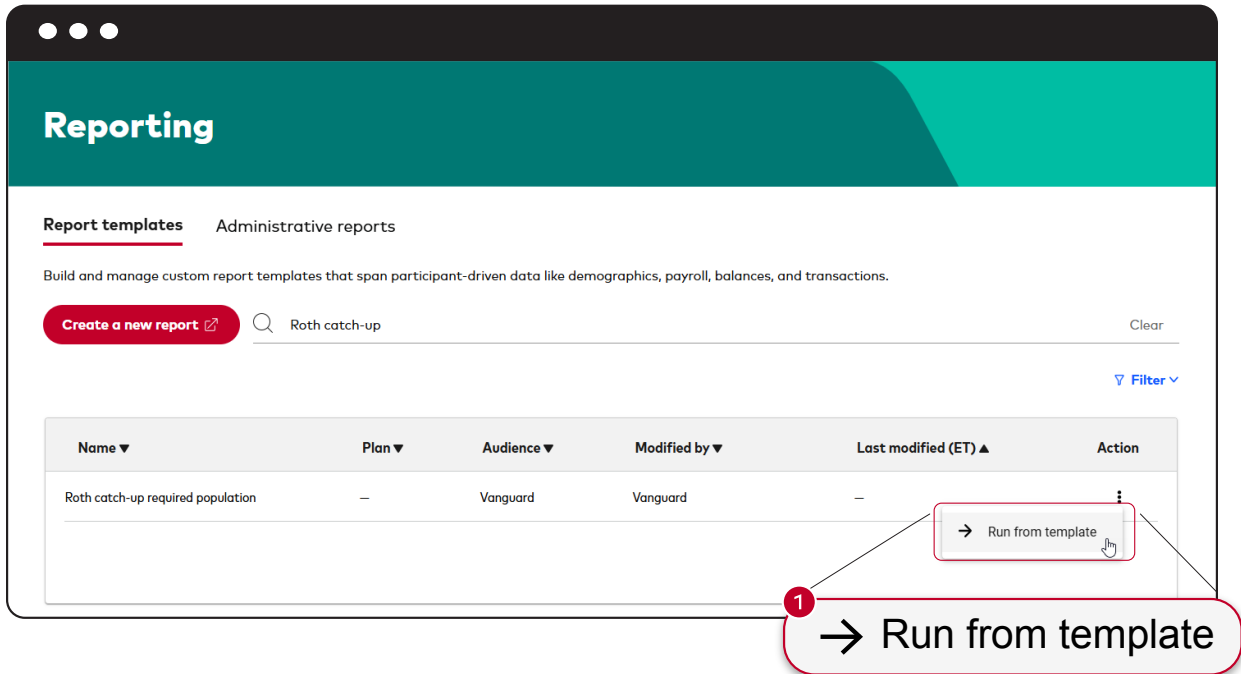 Reporting
Report templates Administrative reports
Build and manage custom report templates that span participant-driven data like demographics, payroll, balances, and transactions.
Create a new report Roth catch-up Clear
Filter
Name ▼ Plan ▼ Audience ▼ Modified by ▼ Last modified (ET) ▲ Action
Roth catch-up required population — Vanguard Vanguard —
→ Run from template
1
→ Run from template